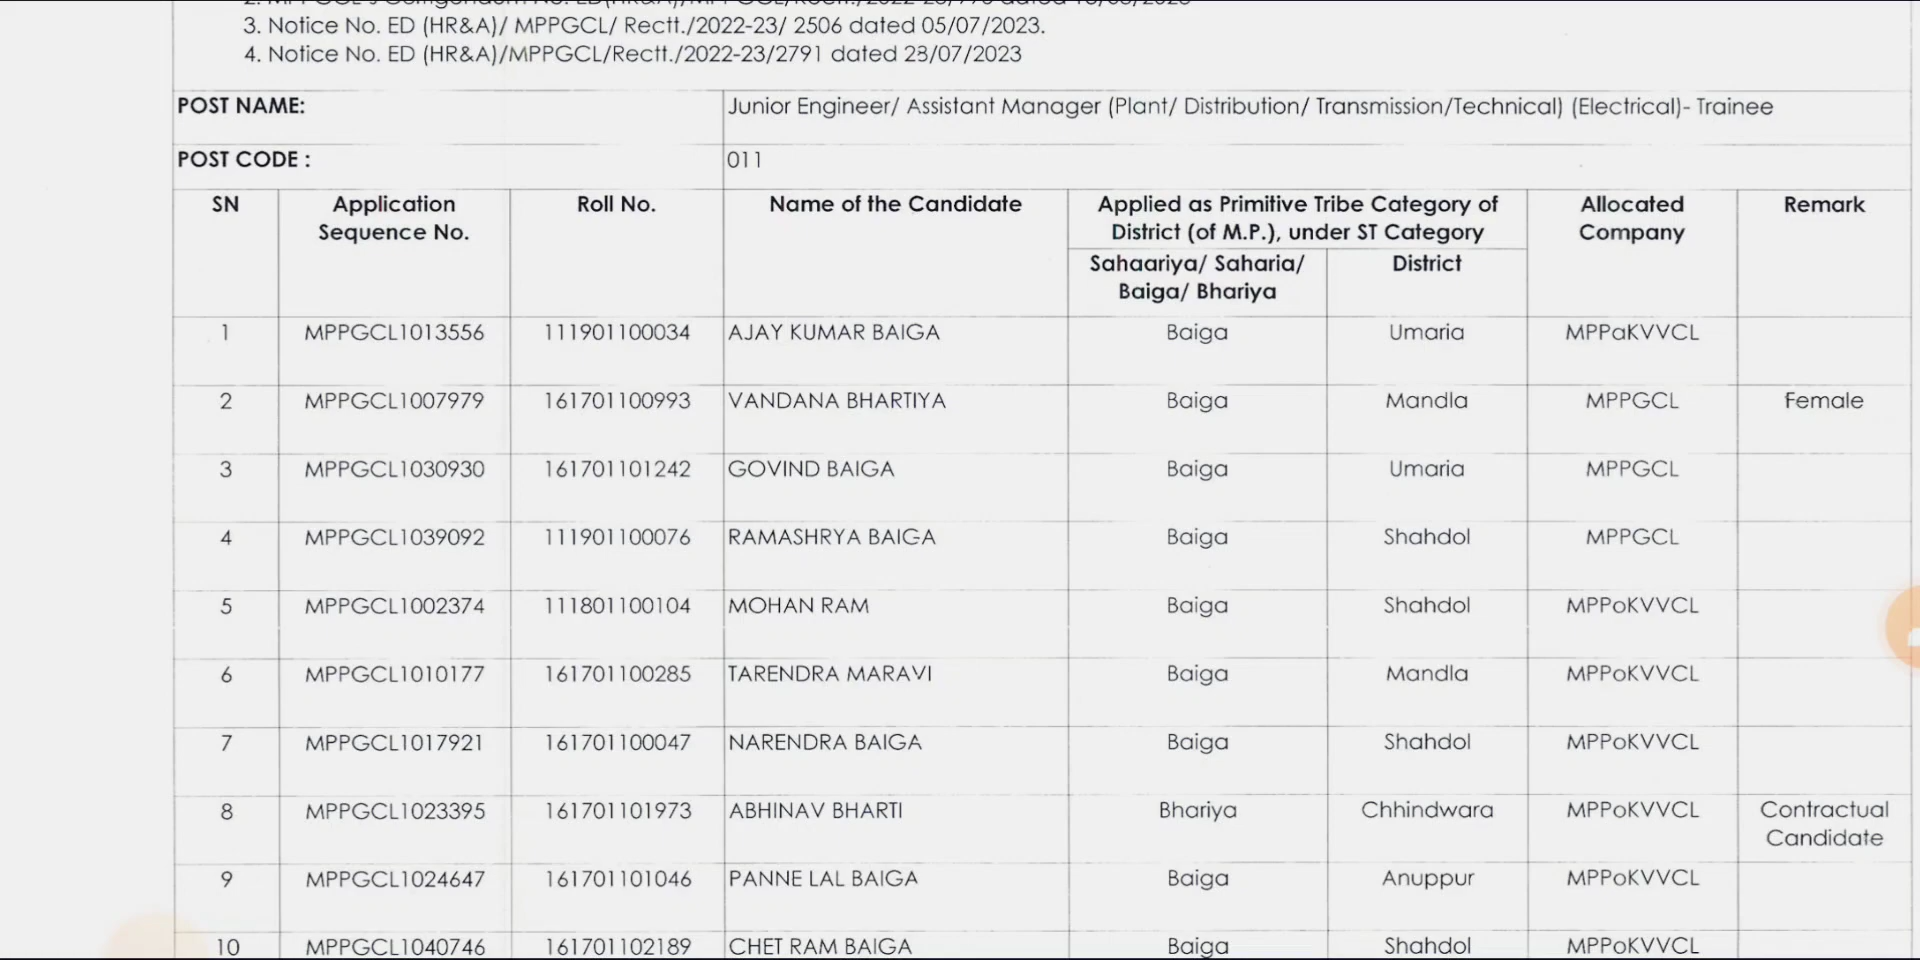 3. Notice No. ED (HR&A)/ MPPGCL/ Rectt./2022-23/ 2506 dated 05/07/2023.
4. Notice No. ED (HR&A)/MPPGCL/Rectt./2022-23/2791 dated 28/07/2023
POST NAME: Junior Engineer/ Assistant Manager (Plant/ Distribution/ Transmission/Technical) (Electrical)- Trainee
POST CODE : 011
SN Application Sequence No. Roll No. Name of the Candidate Applied as Primitive Tribe Category of District (of M.P.), under ST Category Allocated Company Remark
Sahaariya/ Saharia/ Baiga/ Bhariya District
1 MPPGCL1013556 111901100034 AJAY KUMAR BAIGA Baiga Umaria MPPaKVVCL
2 MPPGCL1007979 161701100993 VANDANA BHARTIYA Baiga Mandla MPPGCL Female
3 MPPGCL1030930 161701101242 GOVIND BAIGA Baiga Umaria MPPGCL
4 MPPGCL1039092 111901100076 RAMASHRYA BAIGA Baiga Shahdol MPPGCL
5 MPPGCL1002374 111801100104 MOHAN RAM Baiga Shahdol MPPoKVVCL
6 MPPGCL1010177 161701100285 TARENDRA MARAVI Baiga Mandla MPPoKVVCL
7 MPPGCL1017921 161701100047 NARENDRA BAIGA Baiga Shahdol MPPoKVVCL
8 MPPGCL1023395 161701101973 ABHINAV BHARTI Bhariya Chhindwara MPPoKVVCL Contractual Candidate
9 MPPGCL1024647 161701101046 PANNE LAL BAIGA Baiga Anuppur MPPoKVVCL
10 MPPGCL1040746 161701102189 CHET RAM BAIGA Baiga Shahdol MPPoKVVCL